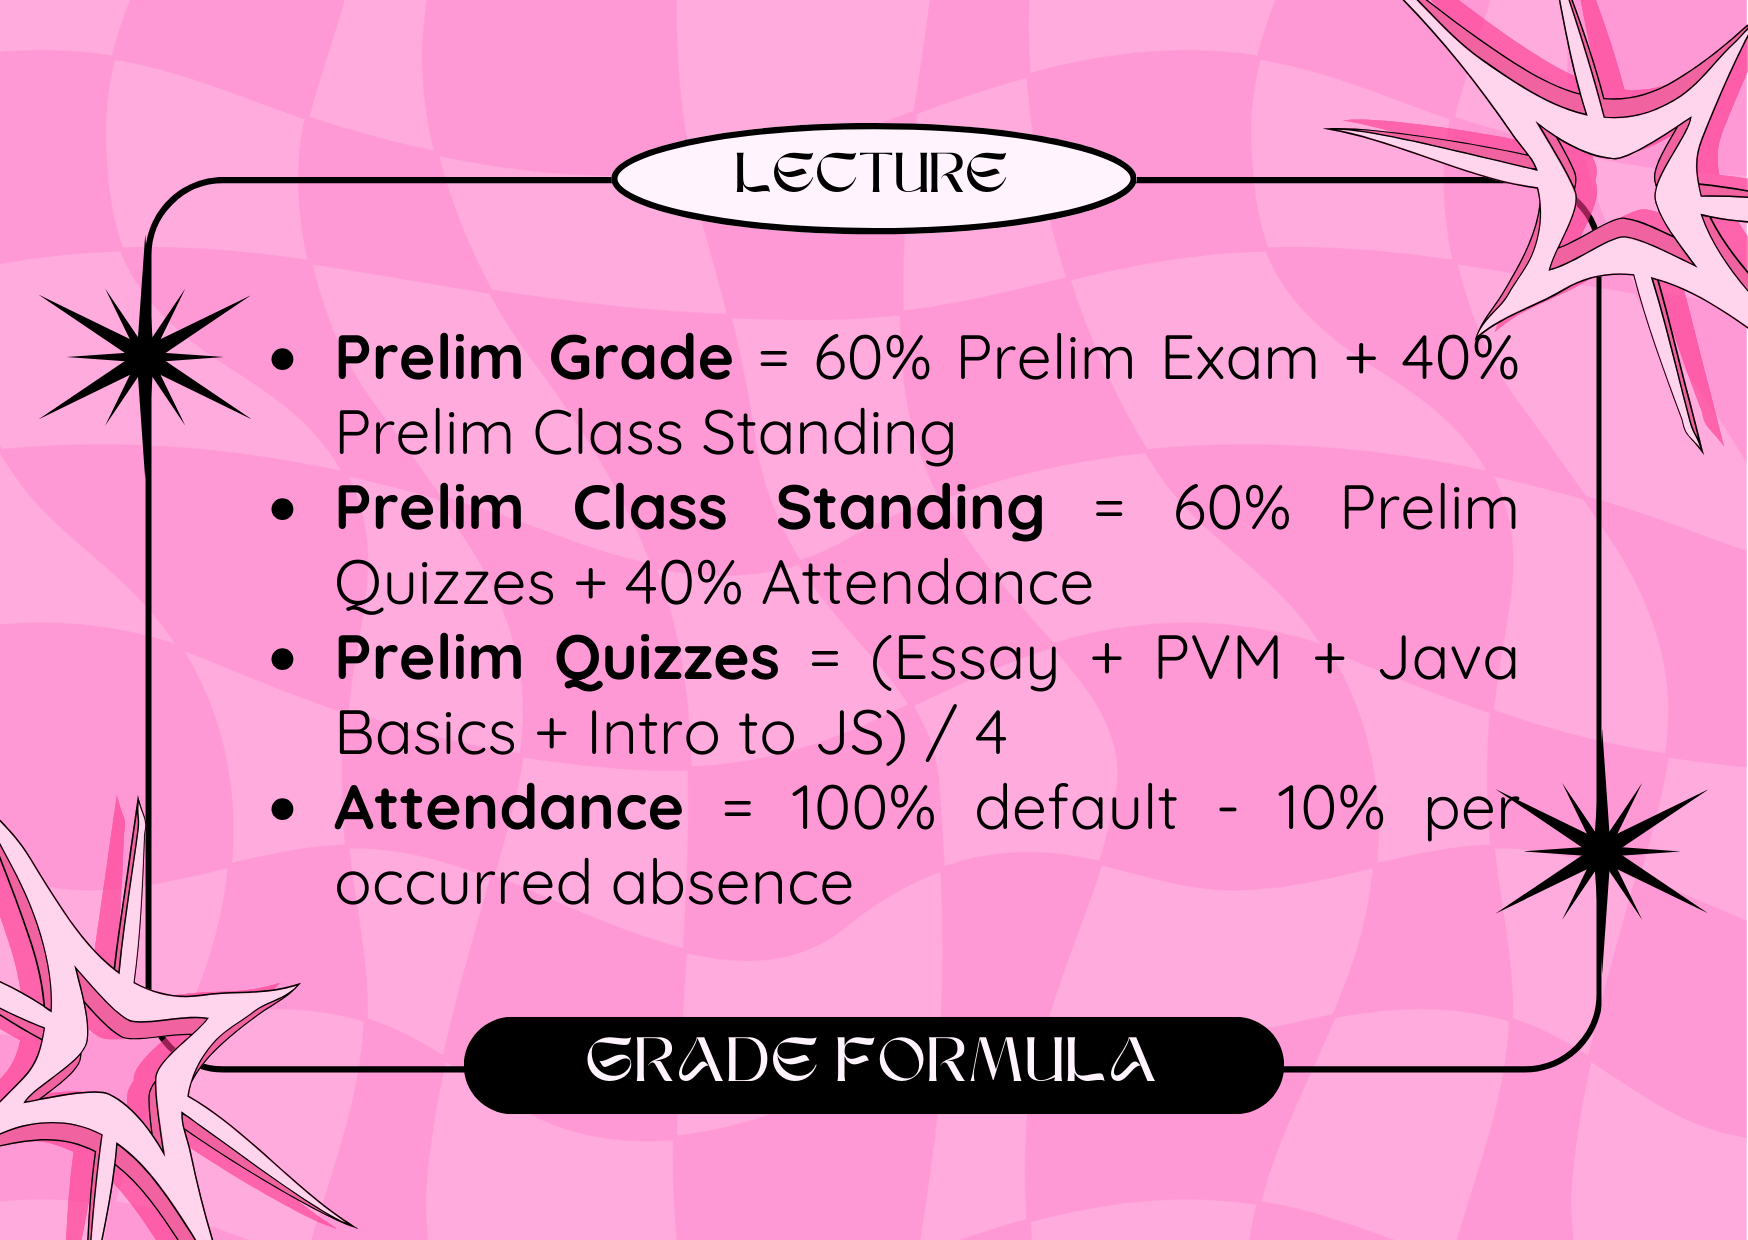 LECTURE
• Prelim Grade = 60% Prelim Exam + 40%
Prelim Class Standing
• Prelim Class Standing = 60% Prelim
Quizzes + 40% Attendance
• Prelim Quizzes = (Essay + PVM + Java
Basics + Intro to JS) / 4
• Attendance = 100% default - 10% per
occurred absence
GRADE FORMULA